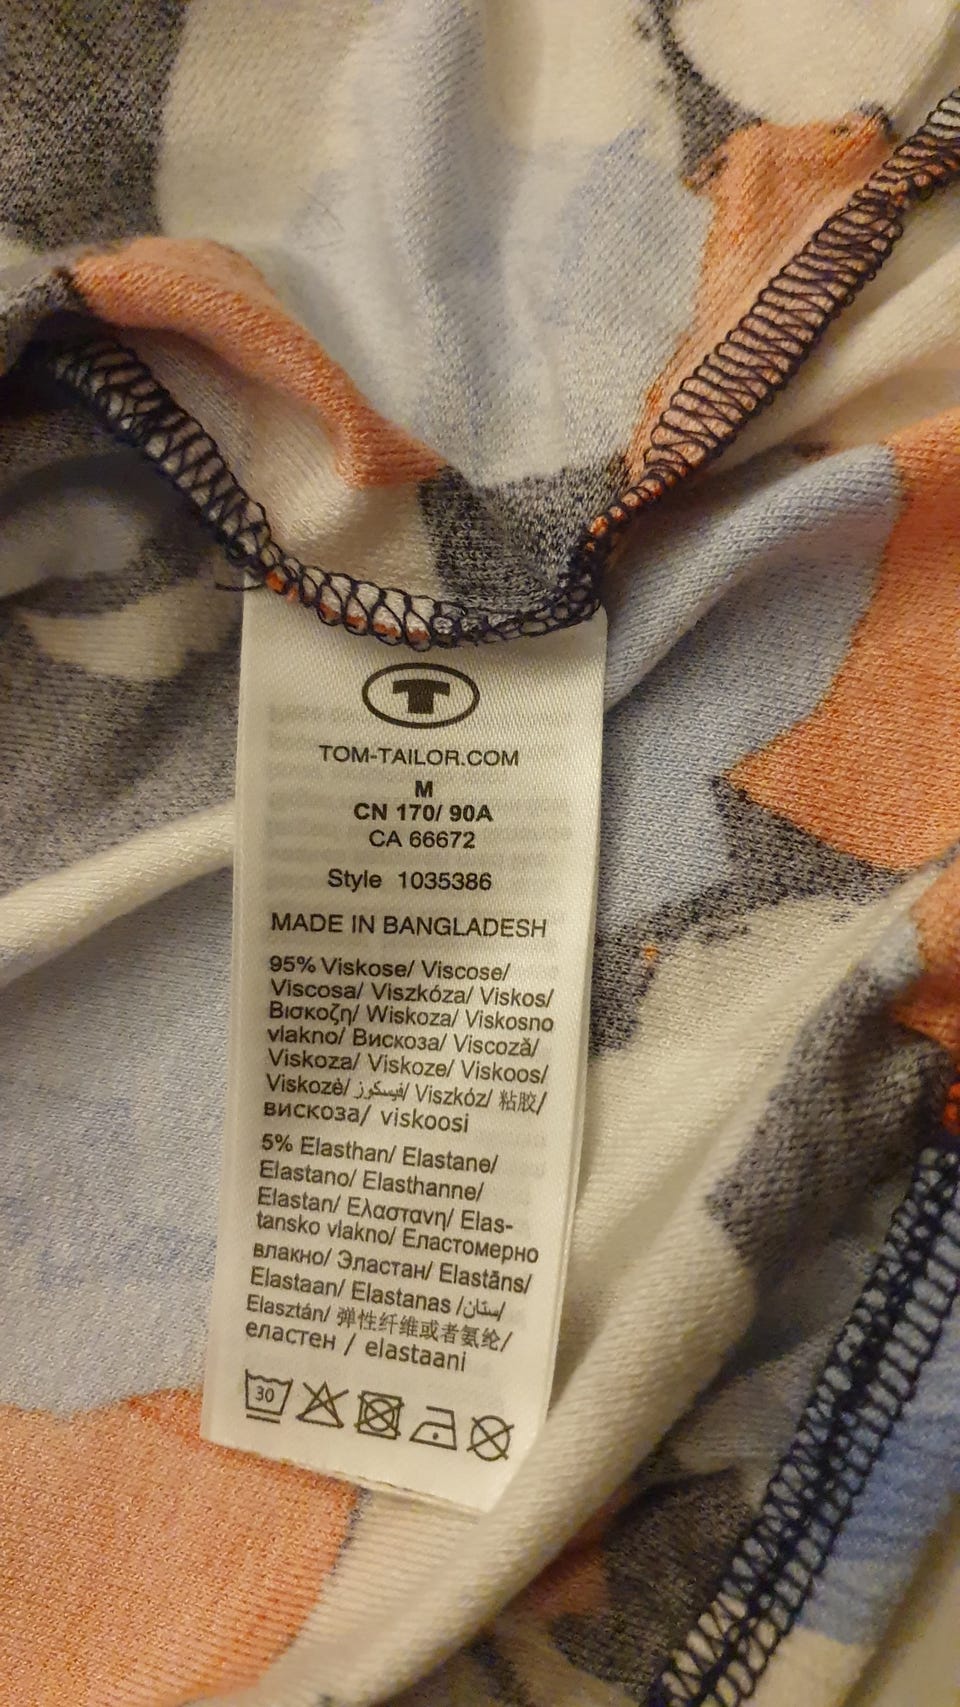 T
TOM-TAILOR.COM
M
CN 170/ 90A
CA 66672
Style 1035386
MADE IN BANGLADESH
95% Viskose/ Viscose/
Viscosa/ Viszkóza/ Viskos/
Βισκοζη/ Wiskoza/ Viskosno
vlakno/ Вискоза/ Viscoză/
Viskoza/ Viskoze/ Viskoos/
Viskozė/ فيسكوز/ Viszkóz/ 粘胶/
вискоза/ viskoosi
5% Elasthan/ Elastane/
Elastano/ Elasthanne/
Elastan/ Ελαστανη/ Elas-
tansko vlakno/ Еластомерно
влакно/ Эластан/ Elastāns/
Elastaan/ Elastanas /
Elasztán/ 弹性纤维或者氨纶/
еластен / elastaani
30